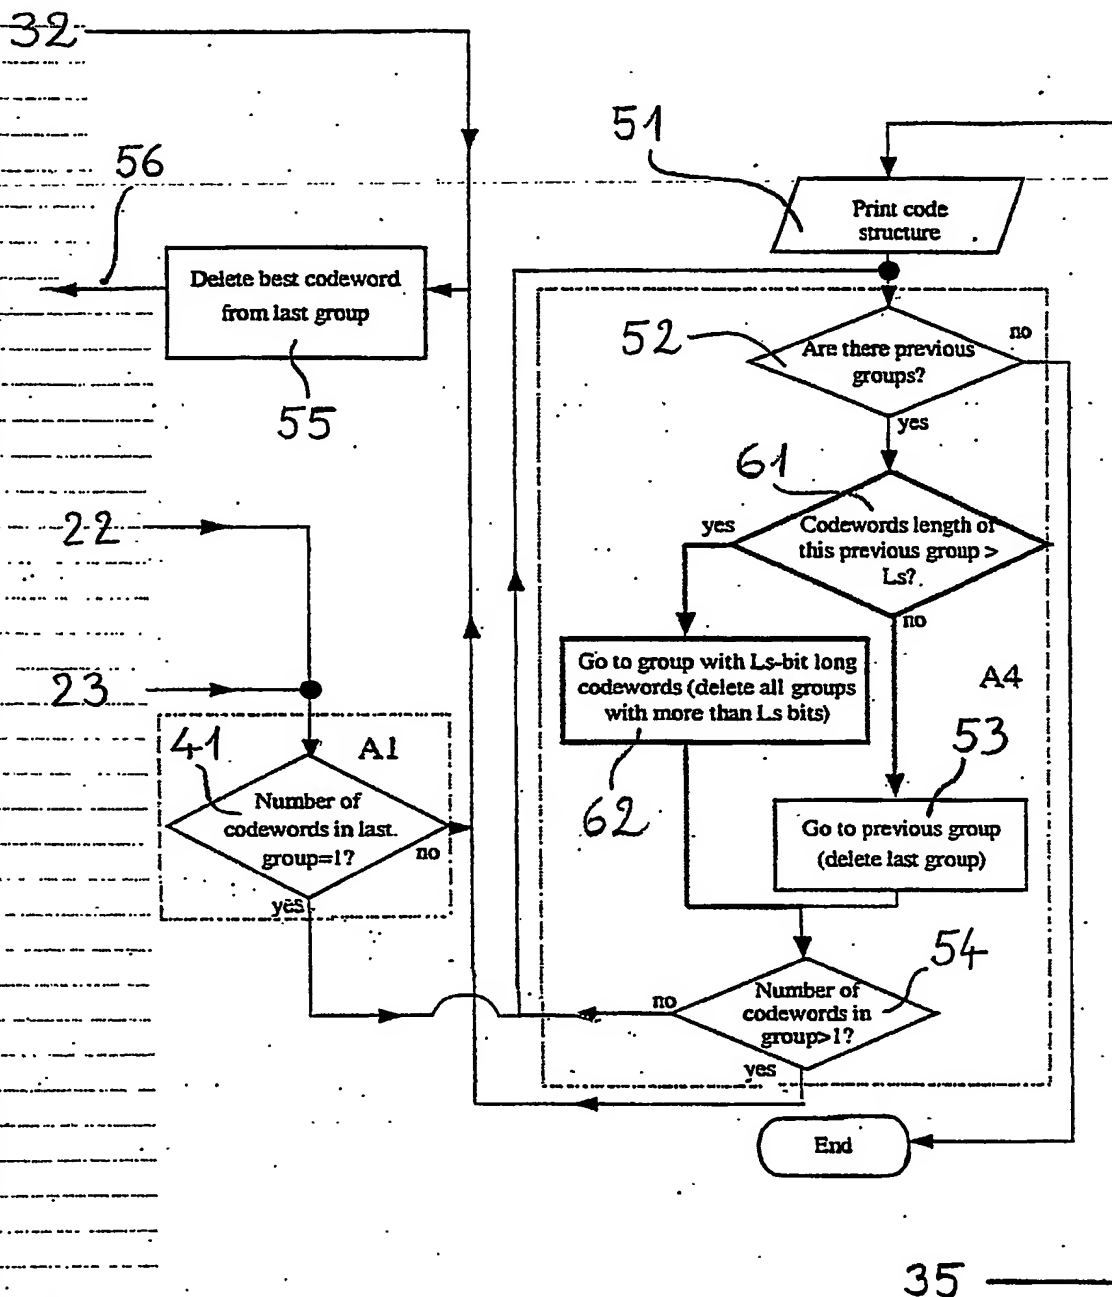 32
51
Print code
structure
56
Delete best codeword
from last group
55
52
Are there previous
groups?
no
yes
61
Codewords length of
this previous group >
Ls?
yes
no
22
23
Go to group with Ls-bit long
codewords (delete all groups
with more than Ls bits)
62
A4
53
Go to previous group
(delete last group)
41
A1
Number of
codewords in last
group=1?
no
yes
54
Number of
codewords in
group>1?
no
yes
End
35